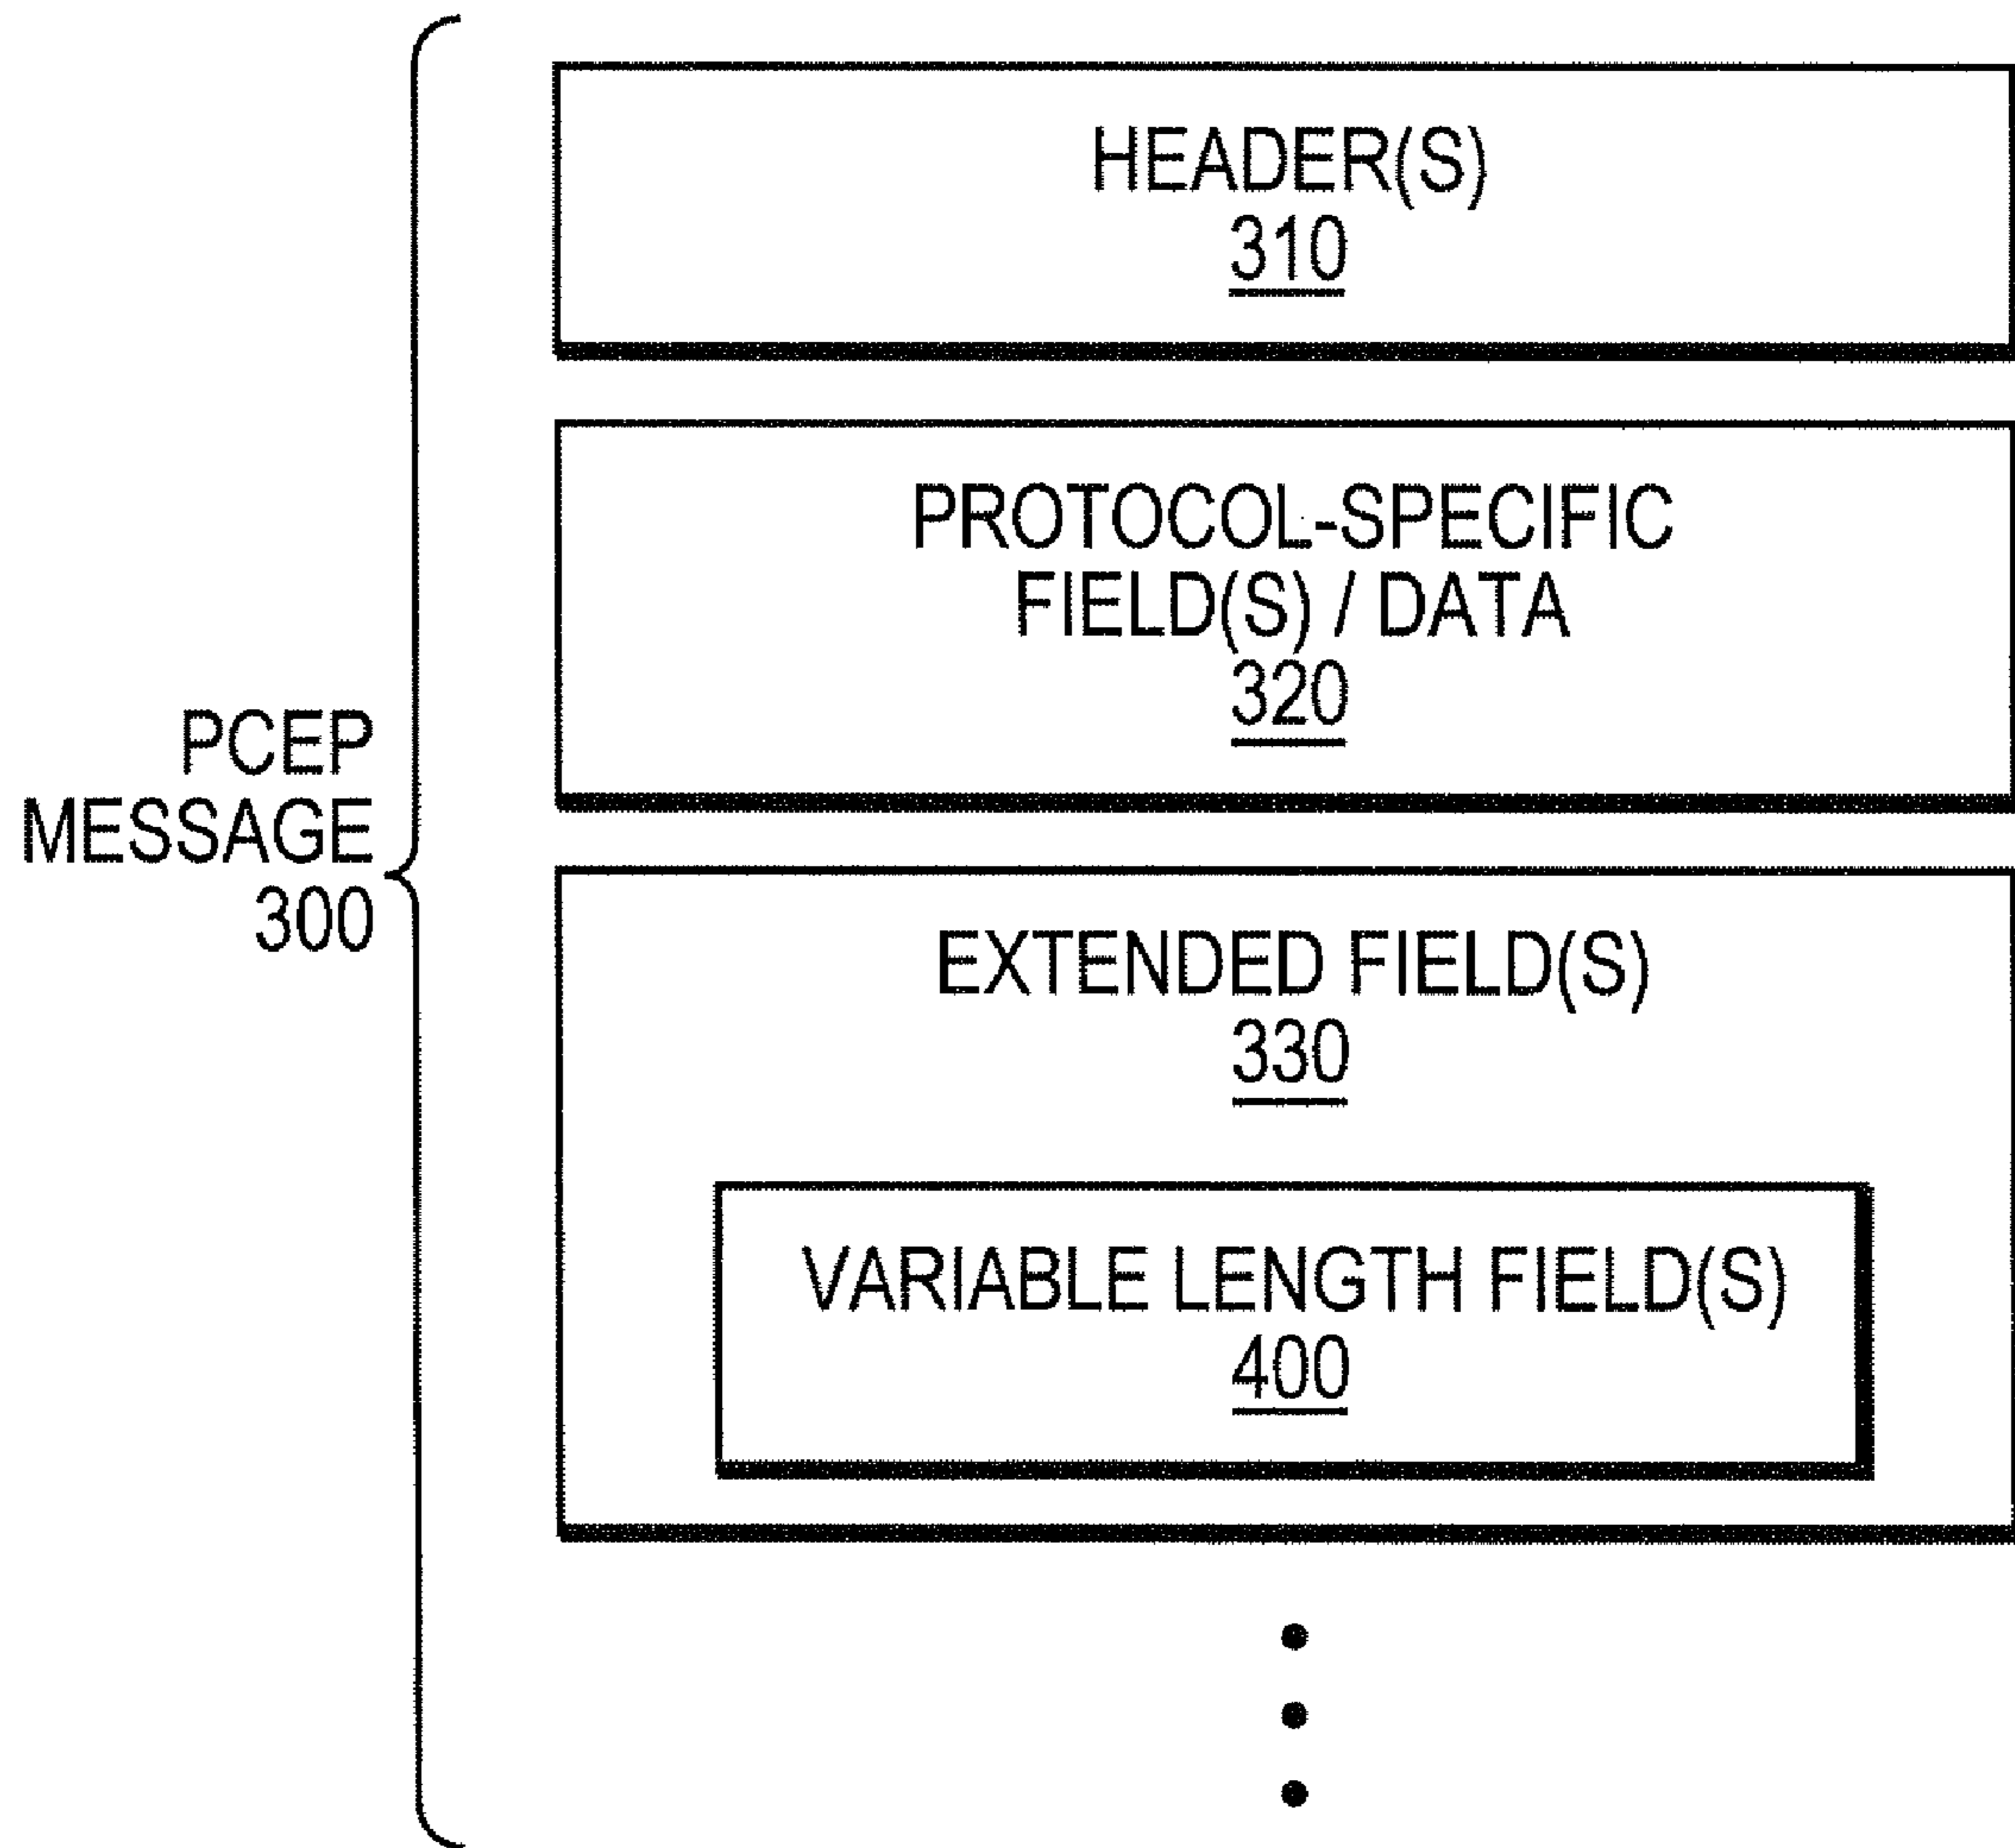 HEADER(S)
310
PROTOCOL-SPECIFIC
FIELD(S) / DATA
320
PCEP
MESSAGE
300
EXTENDED FIELD(S)
330
VARIABLE LENGTH FIELD(S)
400